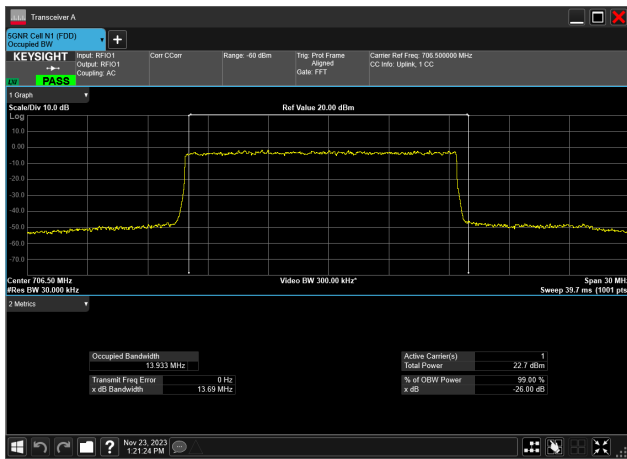 Transceiver A
5GNR Cell N1 (FDD)
Occupied BW
KEYSIGHT
LXI
PASS
Input: RFIO1
Output: RFIO1
Coupling: AC
Corr CCorr
Range: -60 dBm
Trig: Prot Frame
Aligned
Gate: FFT
Carrier Ref Freq: 706.500000 MHz
CC Info: Uplink, 1 CC
1 Graph
Scale/Div 10.0 dB
Ref Value 20.00 dBm
Log
10.0
0.00
-10.0
-20.0
-30.0
-40.0
-50.0
-60.0
-70.0
Center 706.50 MHz
Video BW 300.00 kHz*
Span 30 MHz
#Res BW 30.000 kHz
Sweep 39.7 ms (1001 pts
2 Metrics
Occupied Bandwidth
13.933 MHz
Active Carrier(s) 1
Total Power 22.7 dBm
Transmit Freq Error 0 Hz
x dB Bandwidth 13.69 MHz
% of OBW Power 99.00 %
x dB -26.00 dB
?
Nov 23, 2023
1:21:24 PM